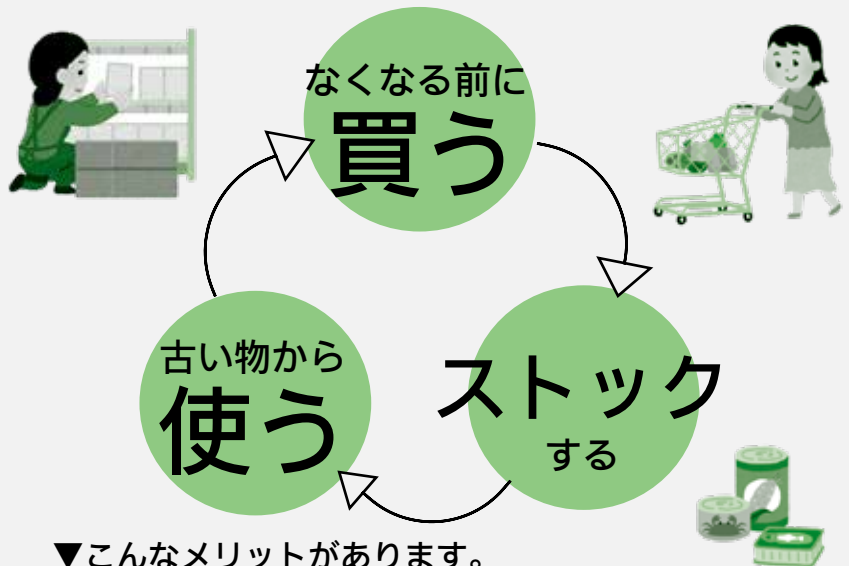 なくなる前に
買う
古い物から
使う
ストック
する
▼こんなメリットがあります。